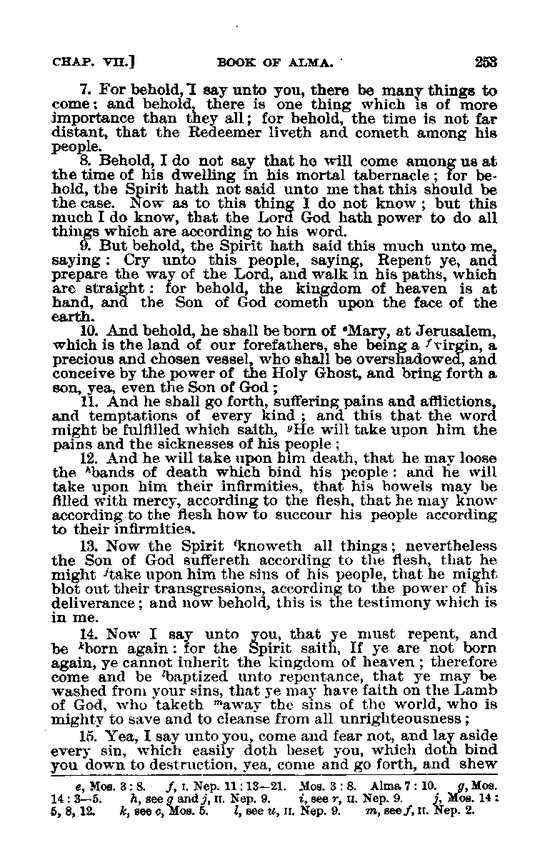 CHAP. VII.] BOOK OF ALMA. 253
7. For behold, I say unto you, there be many things to
come: and behold, there is one thing which is of more
importance than they all; for behold, the time is not far
distant, that the Redeemer liveth and cometh among his
people.
8. Behold, I do not say that he will come among us at
the time of his dwelling in his mortal tabernacle; for be-
hold, the Spirit hath not said unto me that this should be
the case. Now as to this thing I do not know; but this
much I do know, that the Lord God hath power to do all
things which are according to his word.
9. But behold, the Spirit hath said this much unto me,
saying: Cry unto this people, saying, Repent ye, and
prepare the way of the Lord, and walk in his paths, which
are straight: for behold, the kingdom of heaven is at
hand, and the Son of God cometh upon the face of the
earth.
10. And behold, he shall be born of ᵉMary, at Jerusalem,
which is the land of our forefathers, she being a ᶠvirgin, a
precious and chosen vessel, who shall be overshadowed, and
conceive by the power of the Holy Ghost, and bring forth a
son, yea, even the Son of God;
11. And he shall go forth, suffering pains and afflictions,
and temptations of every kind; and this that the word
might be fulfilled which saith, ᵍHe will take upon him the
pains and the sicknesses of his people;
12. And he will take upon him death, that he may loose
the ʰbands of death which bind his people: and he will
take upon him their infirmities, that his bowels may be
filled with mercy, according to the flesh, that he may know
according to the flesh how to succour his people according
to their infirmities.
13. Now the Spirit ⁱknoweth all things; nevertheless
the Son of God suffereth according to the flesh, that he
might ʲtake upon him the sins of his people, that he might
blot out their transgressions, according to the power of his
deliverance; and now behold, this is the testimony which is
in me.
14. Now I say unto you, that ye must repent, and
be ᵏborn again: for the Spirit saith, If ye are not born
again, ye cannot inherit the kingdom of heaven; therefore
come and be ˡbaptized unto repentance, that ye may be
washed from your sins, that ye may have faith on the Lamb
of God, who taketh ᵐaway the sins of the world, who is
mighty to save and to cleanse from all unrighteousness;
15. Yea, I say unto you, come and fear not, and lay aside
every sin, which easily doth beset you, which doth bind
you down to destruction, yea, come and go forth, and shew
e, Mos. 3:8. f, I. Nep. 11:13—21. Mos. 3:8. Alma 7:10. g, Mos.
14:3—5. h, see g and j, II. Nep. 9. i, see r, II. Nep. 9. j, Mos. 14:
5, 8, 12. k, see c, Mos. 5. l, see u, II. Nep. 9. m, see f, II. Nep. 2.